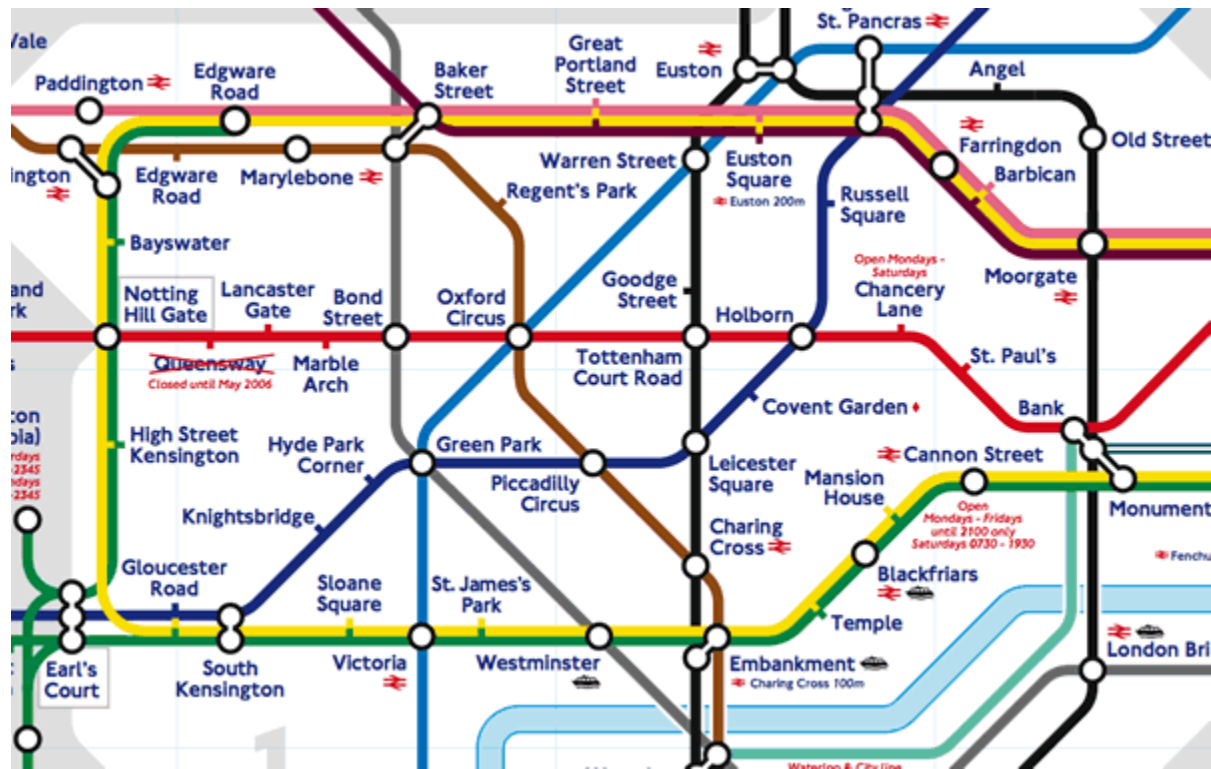 St. Pancras
Vale
Great
Portland
Street
Euston
Paddington
Edgware
Road
Baker
Street
Angel
Old Street
Farringdon
Barbican
Warren Street
Euston
Square
Euston 200m
Edgware
Road
Marylebone
Regent's Park
Russell
Square
Bayswater
Open Mondays -
Saturdays
Chancery
Lane
Moorgate
Goodge
Street
Notting
Hill Gate
Lancaster
Gate
Bond
Street
Oxford
Circus
Holborn
Queensway
Closed until May 2006
Marble
Arch
Tottenham
Court Road
St. Paul's
Bank
Covent Garden
High Street
Kensington
Hyde Park
Corner
Green Park
Leicester
Square
Mansion
House
Cannon Street
Piccadilly
Circus
Monument
Knightsbridge
Open
Mondays - Fridays
until 2100 only
Saturdays 0730 - 1930
Charing
Cross
Gloucester
Road
Sloane
Square
St. James's
Park
Blackfriars
Temple
Earl's
Court
South
Kensington
Victoria
Westminster
Embankment
Charing Cross 100m
London Bri
1